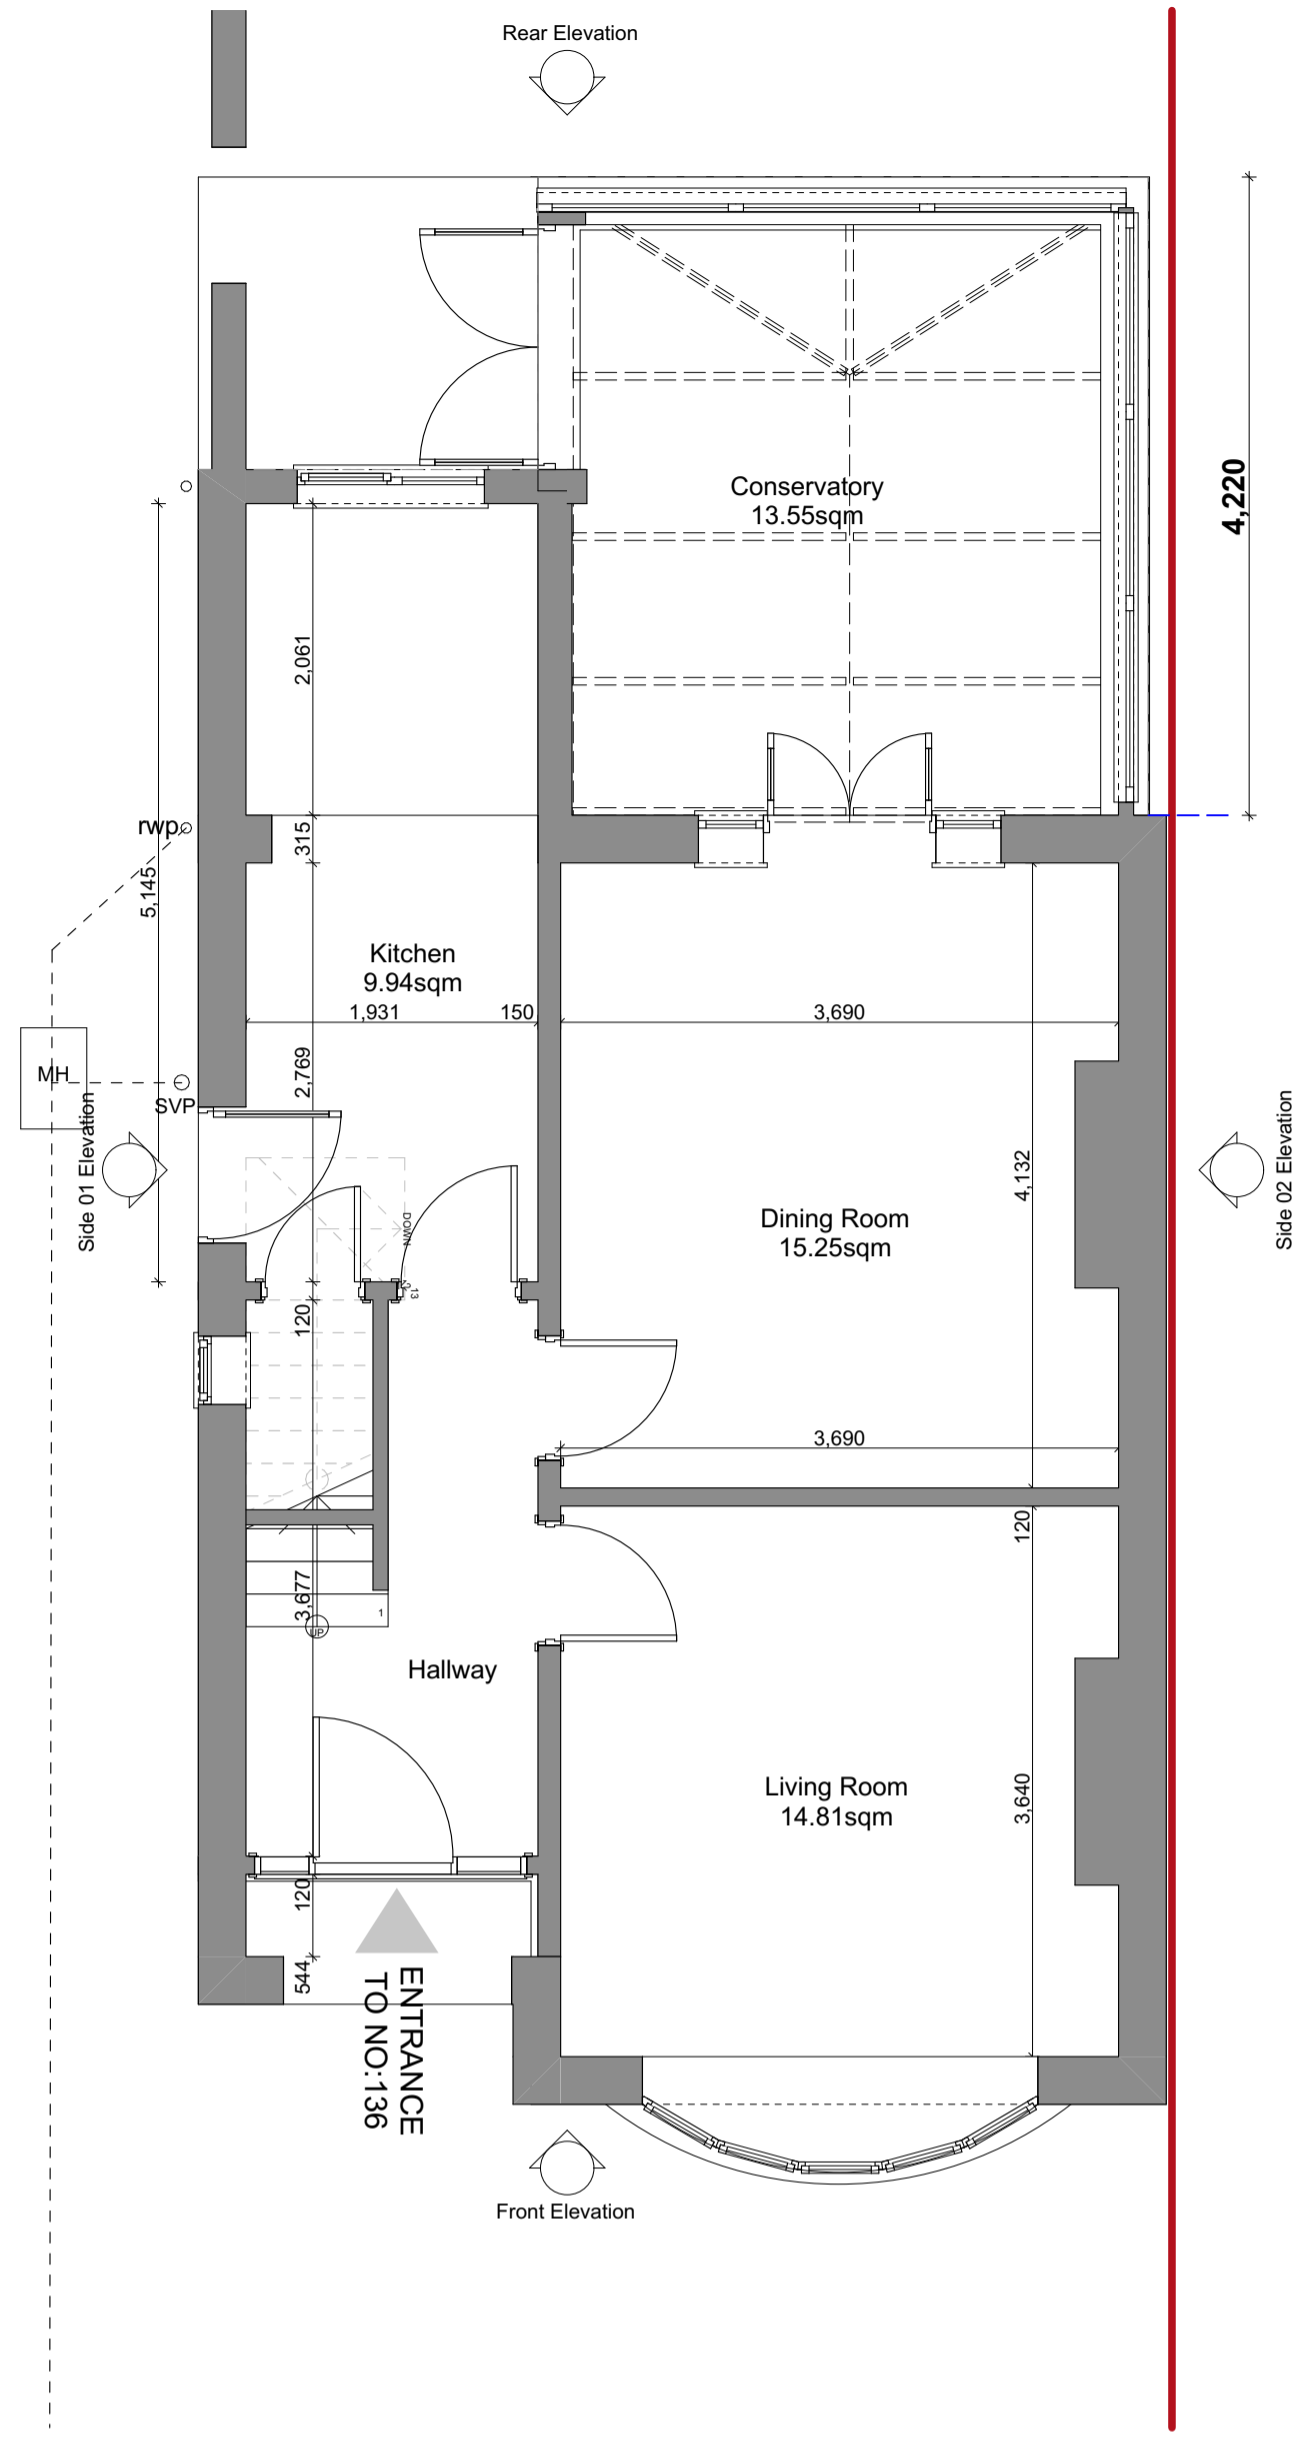 Rear Elevation
4,220
Conservatory
13.55sqm
2,061
315
rwp
5,145
Kitchen
9.94sqm
1,931
150
3,690
2,769
MH
SVP
Side 01 Elevation
Side 02 Elevation
4,132
DOWN
Dining Room
15.25sqm
13
120
3,690
120
3,677
1
UP
Hallway
Living Room
14.81sqm
3,640
120
544
ENTRANCE
TO NO:136
Front Elevation